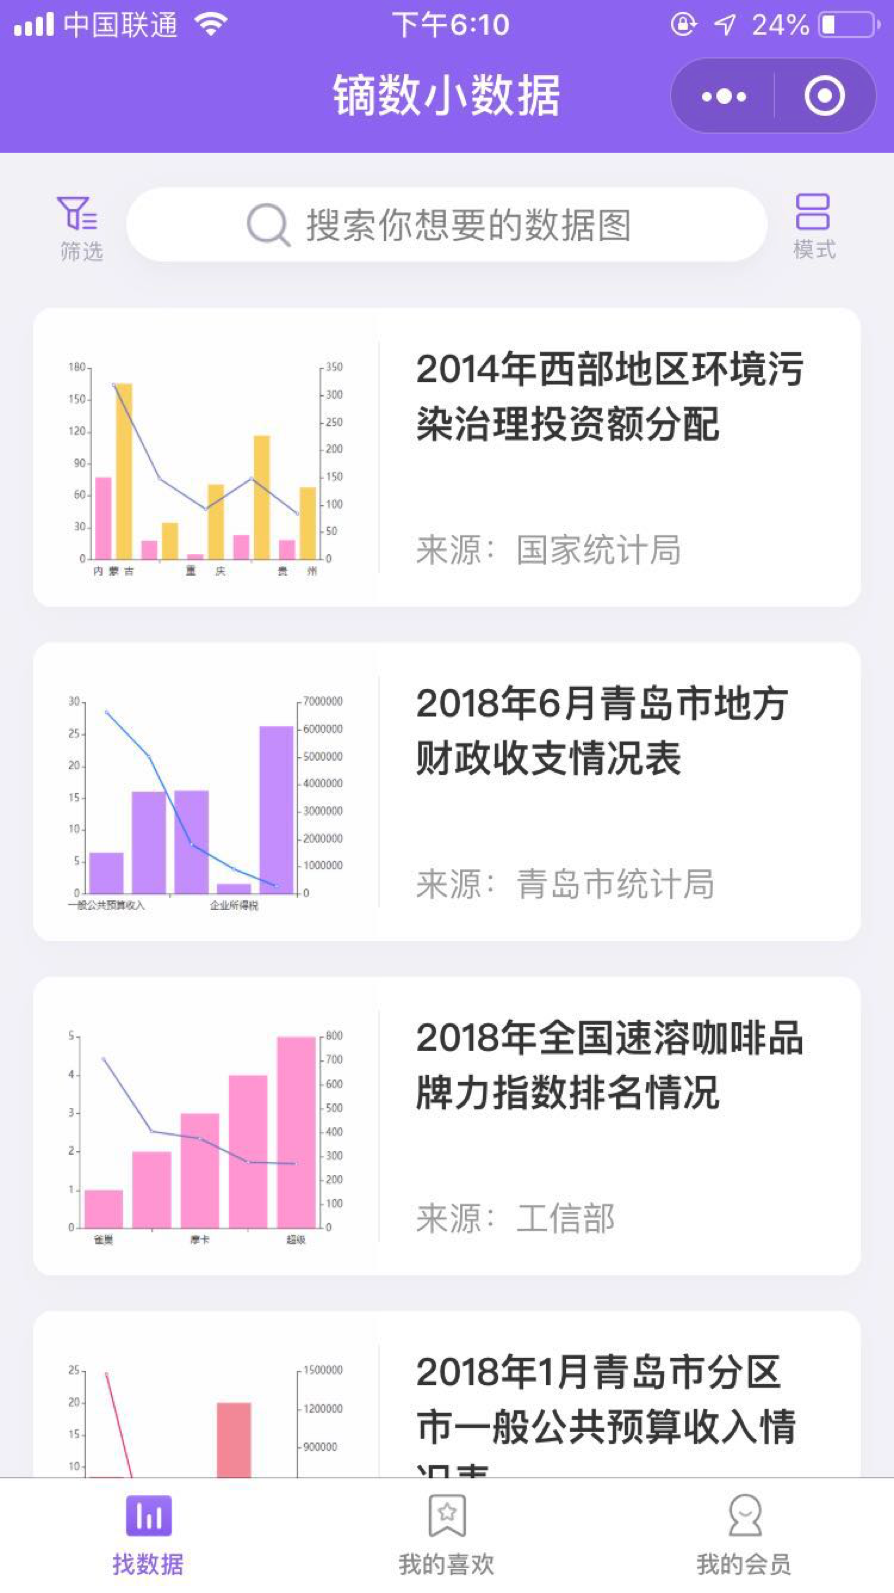 中国联通
下午6:10
24%
镝数小数据
筛选
搜索你想要的数据图
模式
180
150
120
90
60
30
0
350
300
250
200
150
100
50
0
内蒙古
重庆
贵州
2014年西部地区环境污
染治理投资额分配
来源：国家统计局
30
25
20
15
10
5
0
7000000
6000000
5000000
4000000
3000000
2000000
1000000
0
一般公共预算收入
企业所得税
2018年6月青岛市地方
财政收支情况表
来源：青岛市统计局
5
4
3
2
1
0
800
700
600
500
400
300
200
100
0
雀巢
摩卡
超级
2018年全国速溶咖啡品
牌力指数排名情况
来源：工信部
25
20
15
10
1500000
1200000
900000
2018年1月青岛市分区
市一般公共预算收入情
况表
找数据
我的喜欢
我的会员